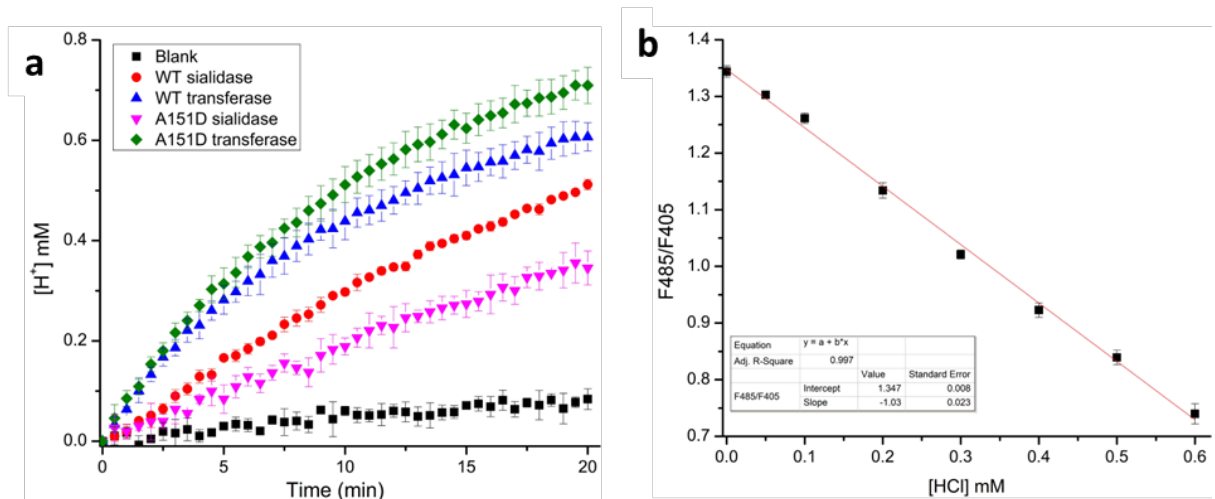 a
Blank
WT sialidase
WT transferase
A151D sialidase
A151D transferase
[H⁺] mM
0.8
0.6
0.4
0.2
0.0
0 5 10 15 20
Time (min)
b
F485/F405
1.4
1.3
1.2
1.1
1.0
0.9
0.8
0.7
Equation y = a + b*x
Adj. R-Square 0.997
Value Standard Error
F485/F405 Intercept 1.347 0.008
Slope -1.03 0.023
0.0 0.1 0.2 0.3 0.4 0.5 0.6
[HCl] mM